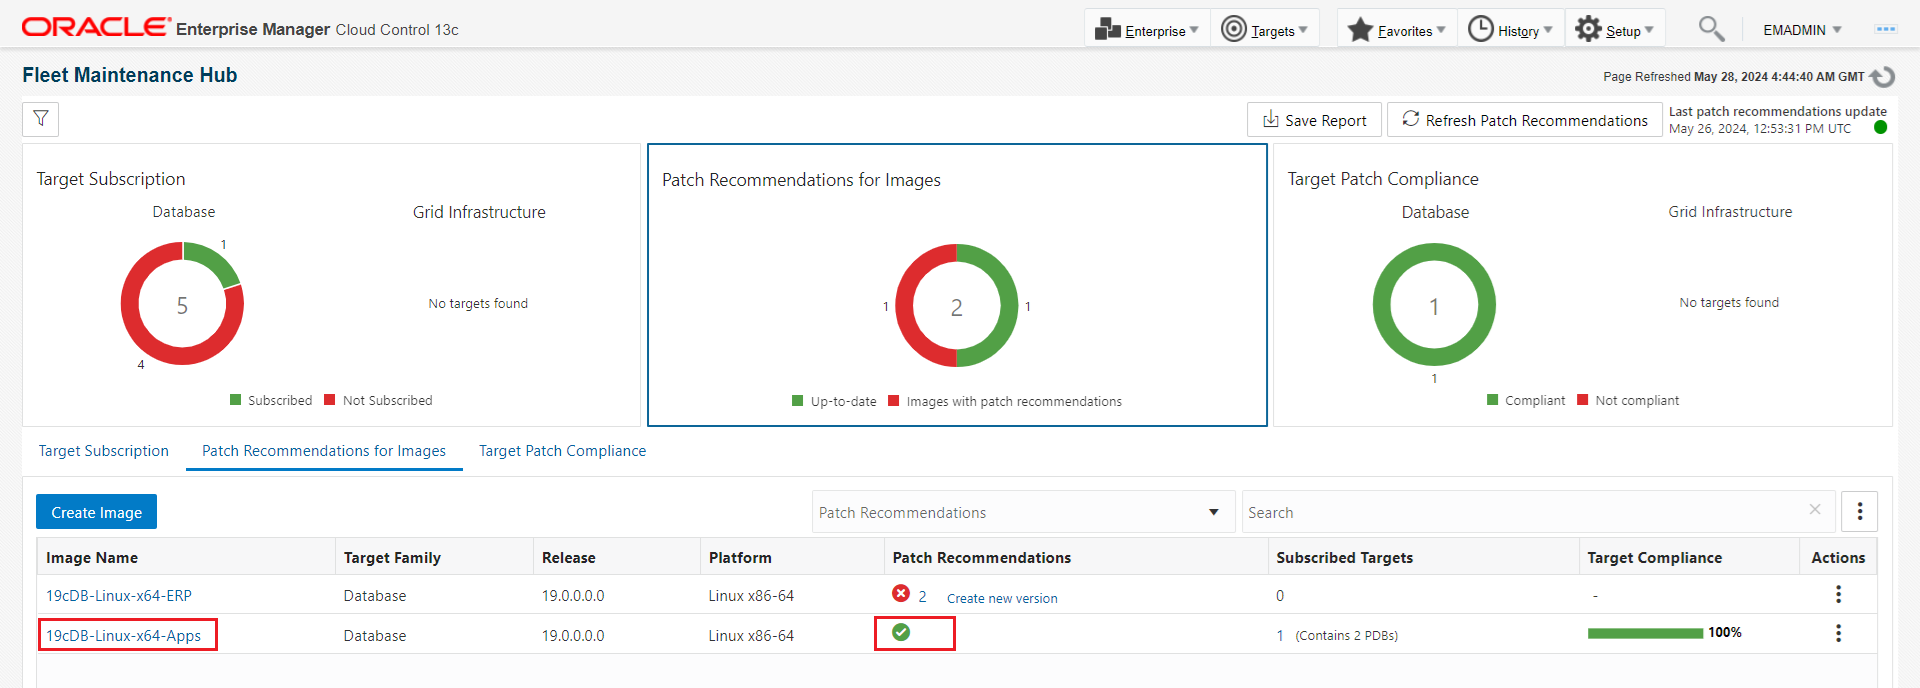 ORACLE Enterprise Manager Cloud Control 13c Enterprise Targets Favorites History Setup EMADMIN
Fleet Maintenance Hub
Page Refreshed May 28, 2024 4:44:40 AM GMT
Save Report Refresh Patch Recommendations
Last patch recommendations update
May 26, 2024, 12:53:31 PM UTC
Target Subscription
Database Grid Infrastructure
1
5
No targets found
4
Subscribed Not Subscribed
Patch Recommendations for Images
1 2 1
Up-to-date Images with patch recommendations
Target Patch Compliance
Database Grid Infrastructure
1
No targets found
1
Compliant Not compliant
Target Subscription Patch Recommendations for Images Target Patch Compliance
Create Image Patch Recommendations Search
Image Name Target Family Release Platform Patch Recommendations Subscribed Targets Target Compliance Actions
19cDB-Linux-x64-ERP Database 19.0.0.0.0 Linux x86-64 2 Create new version 0 -
19cDB-Linux-x64-Apps Database 19.0.0.0.0 Linux x86-64 1 (Contains 2 PDBs) 100%